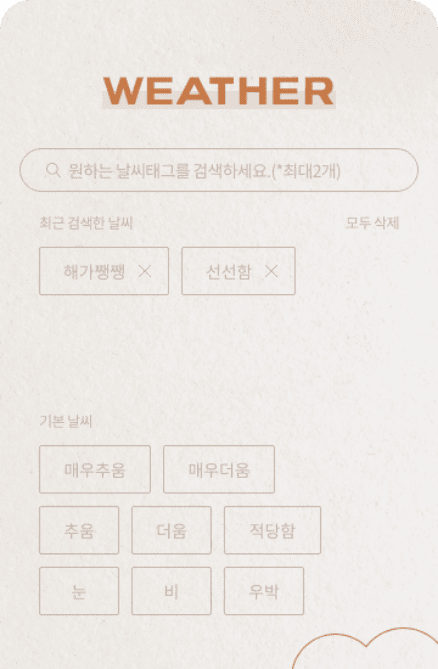 WEATHER
원하는 날씨태그를 검색하세요.(*최대2개)
최근 검색한 날씨 모두 삭제
해가쨍쨍 선선함
기본 날씨
매우추움 매우더움
추움 더움 적당함
눈 비 우박